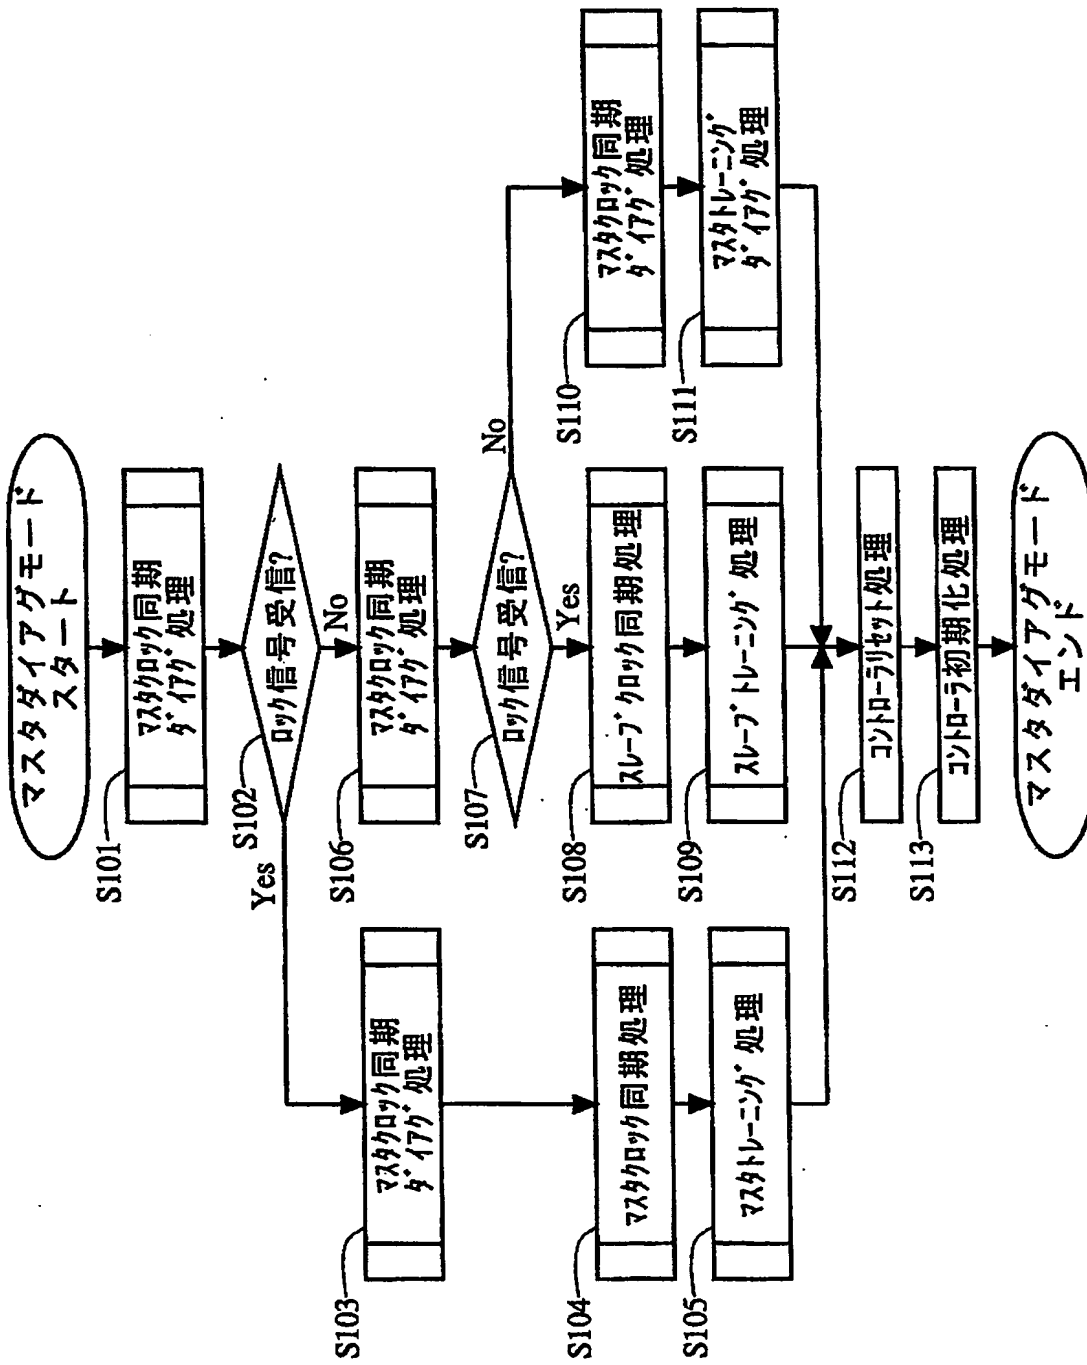 マスタダイアグモード
スタート
S101
マスタクロック同期
ダイアグ処理
S102
ロック信号受信?
Yes
No
S103
マスタクロック同期
ダイアグ処理
S104
マスタクロック同期処理
S105
マスタトレーニング処理
S106
マスタクロック同期
ダイアグ処理
S107
ロック信号受信?
Yes
No
S108
スレーブクロック同期処理
S109
スレーブトレーニング処理
S110
マスタクロック同期
ダイアグ処理
S111
マスタトレーニング
ダイアグ処理
S112
コントローラリセット処理
S113
コントローラ初期化処理
マスタダイアグモード
エンド